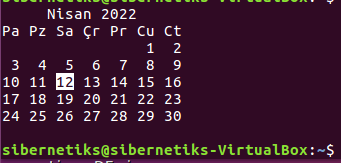 sibernetiks@sibernetiks-VirtualBox:~$
Nisan 2022
Pa Pz Sa Çr Pr Cu Ct
1 2
3 4 5 6 7 8 9
10 11 12 13 14 15 16
17 18 19 20 21 22 23
24 25 26 27 28 29 30
sibernetiks@sibernetiks-VirtualBox:~$